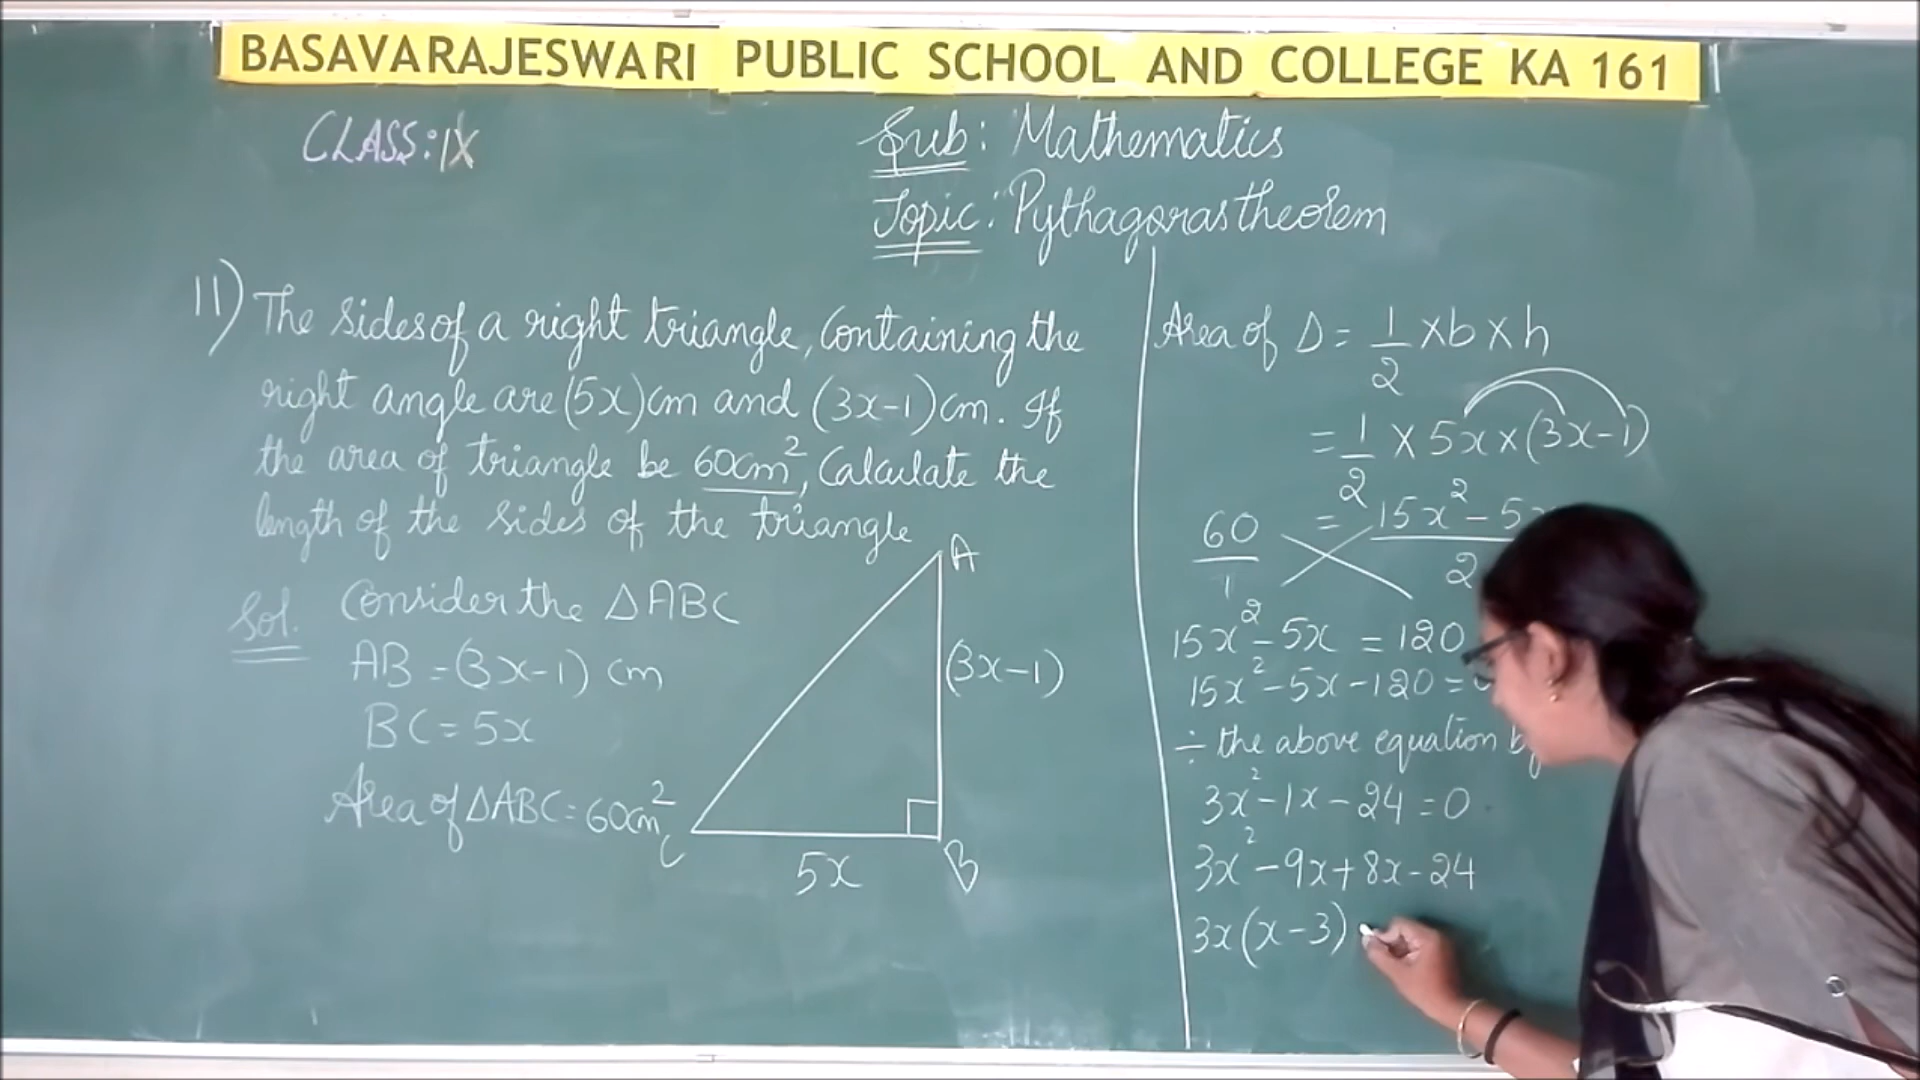 BASAVARAJESWARI PUBLIC SCHOOL AND COLLEGE KA 161
CLASS: IX
Sub: Mathematics
Topic: Pythagoras theorem
11) The sides of a right triangle, containing the
right angle are (5x)cm and (3x-1)cm. If
the area of triangle be 60cm², Calculate the
length of the sides of the triangle
Sol. Consider the △ABC
AB = (3x-1) cm
BC = 5x
Area of △ABC = 60cm²
A
(3x-1)
C
5x
B
Area of △ = 1/2 × b × h
= 1/2 × 5x × (3x-1)
60/1 = 15x² - 5x/2
15x² - 5x = 120
15x² - 5x - 120 =
÷ the above equation
3x² - 1x - 24 = 0
3x² - 9x + 8x - 24
3x(x-3)